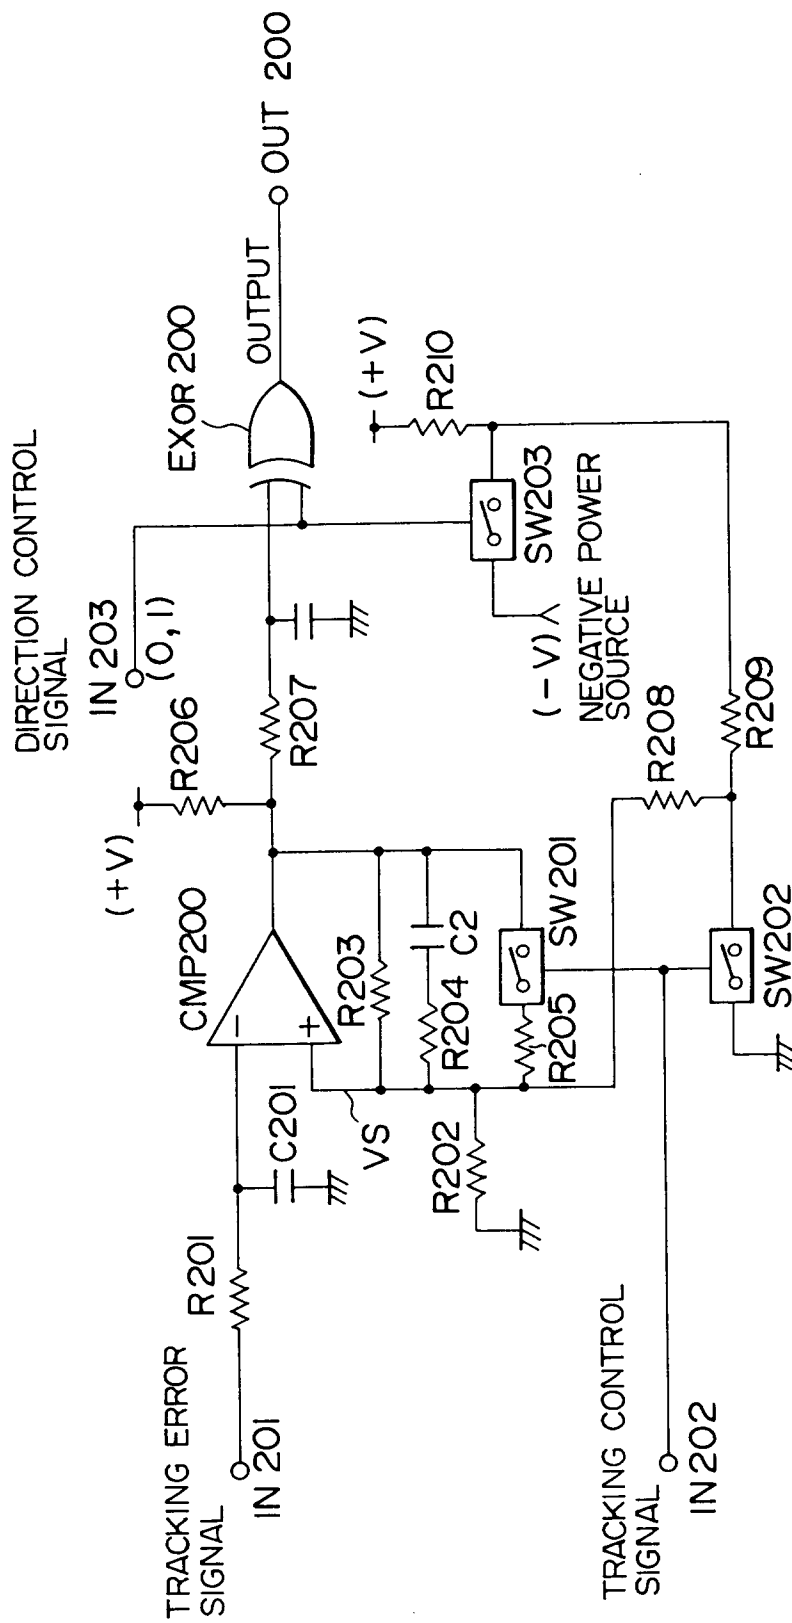 DIRECTION CONTROL
SIGNAL
IN 203
(0, 1)
TRACKING ERROR
SIGNAL
IN 201
R201
C201
CMP200
−
+
VS
(+V)
R206
R207
EXOR 200
OUTPUT
OUT 200
R203
R204
C2
R205
SW201
R202
(+V)
R210
SW203
(−V)
NEGATIVE POWER
SOURCE
R208
R209
SW202
TRACKING CONTROL
SIGNAL
IN 202